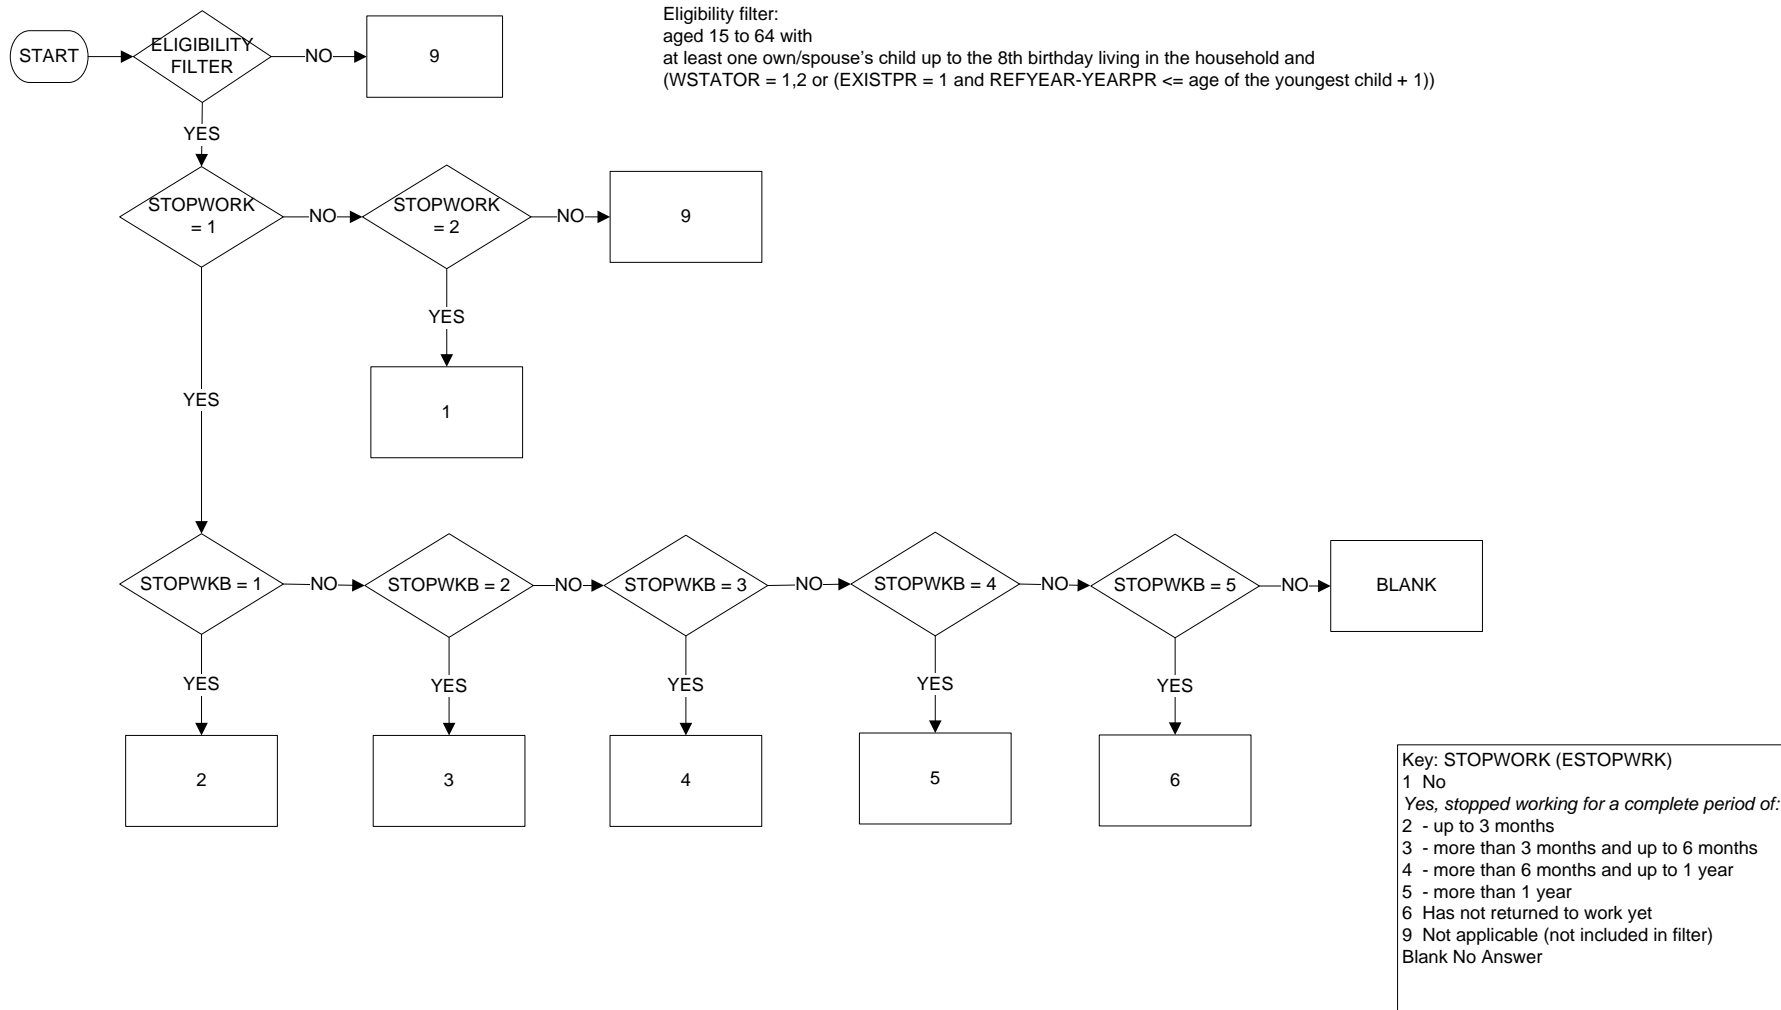 START
ELIGIBILITY
FILTER
NO
9
Eligibility filter:
aged 15 to 64 with
at least one own/spouse's child up to the 8th birthday living in the household and
(WSTATOR = 1,2 or (EXISTPR = 1 and REFYEAR-YEARPR <= age of the youngest child + 1))
YES
STOPWORK
= 1
NO
STOPWORK
= 2
NO
9
YES
1
YES
STOPWKB = 1
NO
STOPWKB = 2
NO
STOPWKB = 3
NO
STOPWKB = 4
NO
STOPWKB = 5
NO
BLANK
YES
YES
YES
YES
YES
2
3
4
5
6
Key: STOPWORK (ESTOPWRK)
1 No
Yes, stopped working for a complete period of:
2 - up to 3 months
3 - more than 3 months and up to 6 months
4 - more than 6 months and up to 1 year
5 - more than 1 year
6 Has not returned to work yet
9 Not applicable (not included in filter)
Blank No Answer